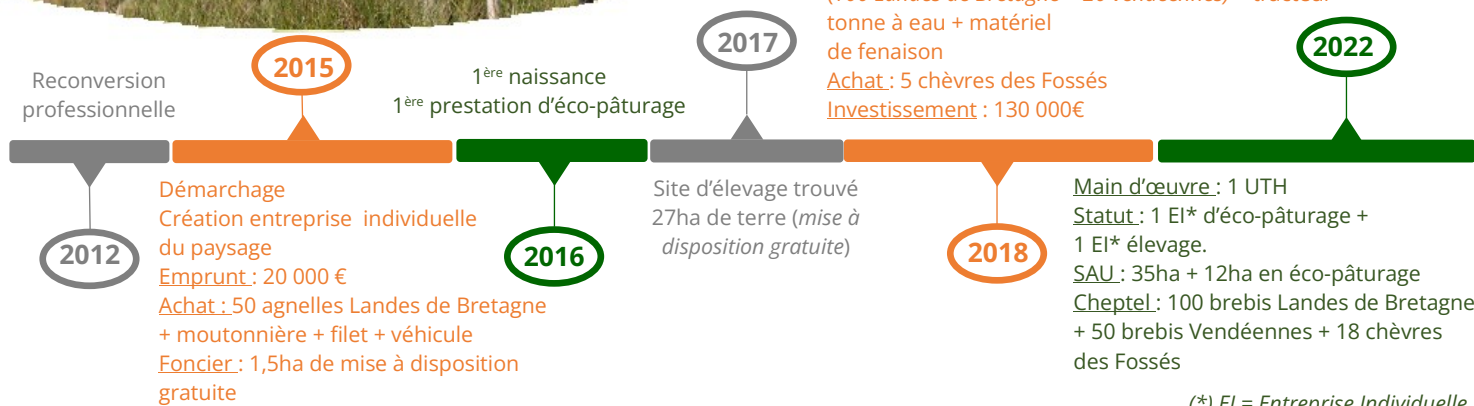 Reconversion
professionnelle
2012
2015
Démarchage
Création entreprise individuelle
du paysage
Emprunt : 20 000 €
Achat : 50 agnelles Landes de Bretagne
+ moutonnière + filet + véhicule
Foncier : 1,5ha de mise à disposition
gratuite
1ère naissance
1ère prestation d’éco-pâturage
2016
2017
Site d’élevage trouvé
27ha de terre (mise à
disposition gratuite)
tonne à eau + matériel
de fenaison
Achat : 5 chèvres des Fossés
Investissement : 130 000€
2018
2022
Main d’œuvre : 1 UTH
Statut : 1 EI* d’éco-pâturage +
1 EI* élevage.
SAU : 35ha + 12ha en éco-pâturage
Cheptel : 100 brebis Landes de Bretagne
+ 50 brebis Vendéennes + 18 chèvres
des Fossés
(*) EI = Entreprise Individuelle